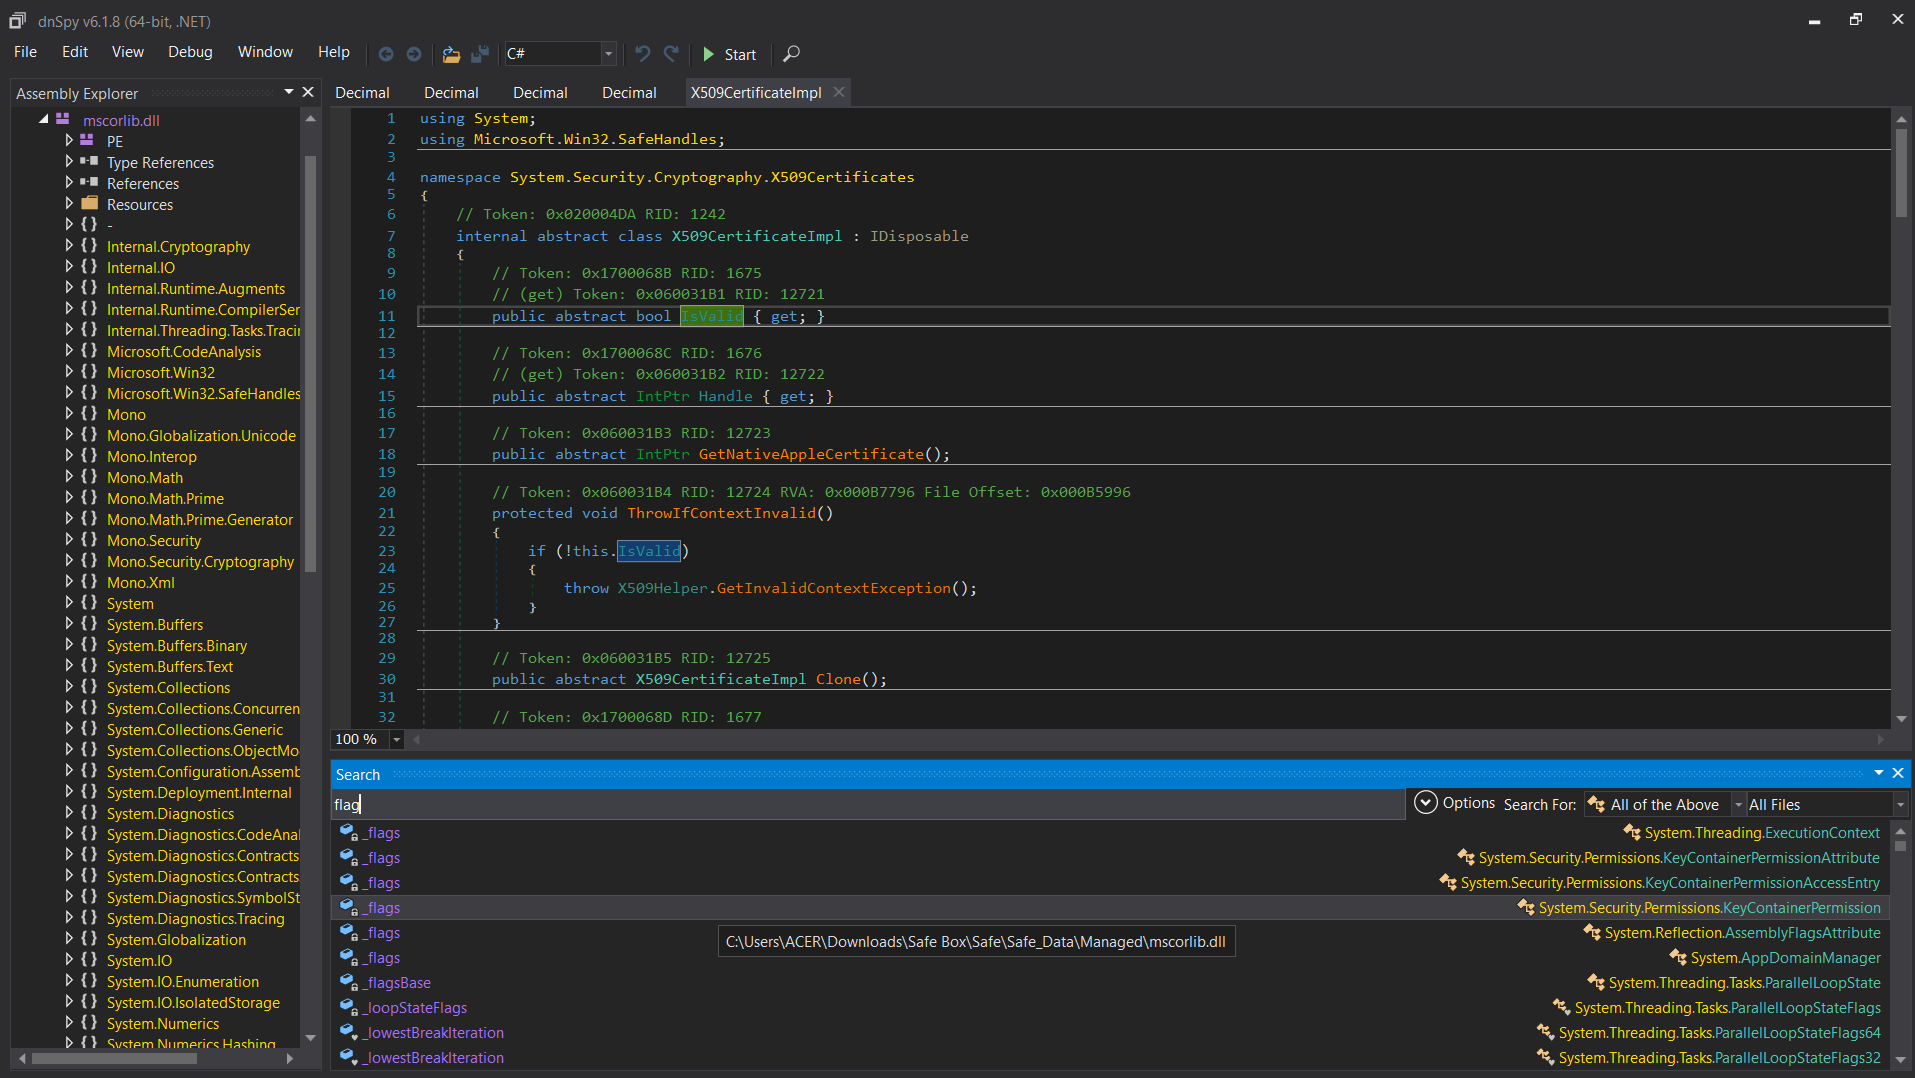 dnSpy v6.1.8 (64-bit, .NET)
File Edit View Debug Window Help C# Start
Assembly Explorer
mscorlib.dll
PE
Type References
References
Resources
{ } -
{ } Internal.Cryptography
{ } Internal.IO
{ } Internal.Runtime.Augments
{ } Internal.Runtime.CompilerSer
{ } Internal.Threading.Tasks.Tracin
{ } Microsoft.CodeAnalysis
{ } Microsoft.Win32
{ } Microsoft.Win32.SafeHandles
{ } Mono
{ } Mono.Globalization.Unicode
{ } Mono.Interop
{ } Mono.Math
{ } Mono.Math.Prime
{ } Mono.Math.Prime.Generator
{ } Mono.Security
{ } Mono.Security.Cryptography
{ } Mono.Xml
{ } System
{ } System.Buffers
{ } System.Buffers.Binary
{ } System.Buffers.Text
{ } System.Collections
{ } System.Collections.Concurren
{ } System.Collections.Generic
{ } System.Collections.ObjectMo
{ } System.Configuration.Assemb
{ } System.Deployment.Internal
{ } System.Diagnostics
{ } System.Diagnostics.CodeAnal
{ } System.Diagnostics.Contracts
{ } System.Diagnostics.Contracts
{ } System.Diagnostics.SymbolSt
{ } System.Diagnostics.Tracing
{ } System.Globalization
{ } System.IO
{ } System.IO.Enumeration
{ } System.IO.IsolatedStorage
{ } System.Numerics
{ } System.Numerics.Hashing
Decimal Decimal Decimal Decimal X509CertificateImpl
1 using System;
2 using Microsoft.Win32.SafeHandles;
3
4 namespace System.Security.Cryptography.X509Certificates
5 {
6 // Token: 0x020004DA RID: 1242
7 internal abstract class X509CertificateImpl : IDisposable
8 {
9 // Token: 0x1700068B RID: 1675
10 // (get) Token: 0x060031B1 RID: 12721
11 public abstract bool IsValid { get; }
12
13 // Token: 0x1700068C RID: 1676
14 // (get) Token: 0x060031B2 RID: 12722
15 public abstract IntPtr Handle { get; }
16
17 // Token: 0x060031B3 RID: 12723
18 public abstract IntPtr GetNativeAppleCertificate();
19
20 // Token: 0x060031B4 RID: 12724 RVA: 0x000B7796 File Offset: 0x000B5996
21 protected void ThrowIfContextInvalid()
22 {
23 if (!this.IsValid)
24 {
25 throw X509Helper.GetInvalidContextException();
26 }
27 }
28
29 // Token: 0x060031B5 RID: 12725
30 public abstract X509CertificateImpl Clone();
31
32 // Token: 0x1700068D RID: 1677
100 %
Search
flag Options Search For: All of the Above All Files
_flags System.Threading.ExecutionContext
_flags System.Security.Permissions.KeyContainerPermissionAttribute
_flags System.Security.Permissions.KeyContainerPermissionAccessEntry
_flags System.Security.Permissions.KeyContainerPermission
_flags System.Reflection.AssemblyFlagsAttribute
C:\Users\ACER\Downloads\Safe Box\Safe\Safe_Data\Managed\mscorlib.dll
_flags System.AppDomainManager
_flagsBase System.Threading.Tasks.ParallelLoopState
_loopStateFlags System.Threading.Tasks.ParallelLoopStateFlags
_lowestBreakIteration System.Threading.Tasks.ParallelLoopStateFlags64
_lowestBreakIteration System.Threading.Tasks.ParallelLoopStateFlags32